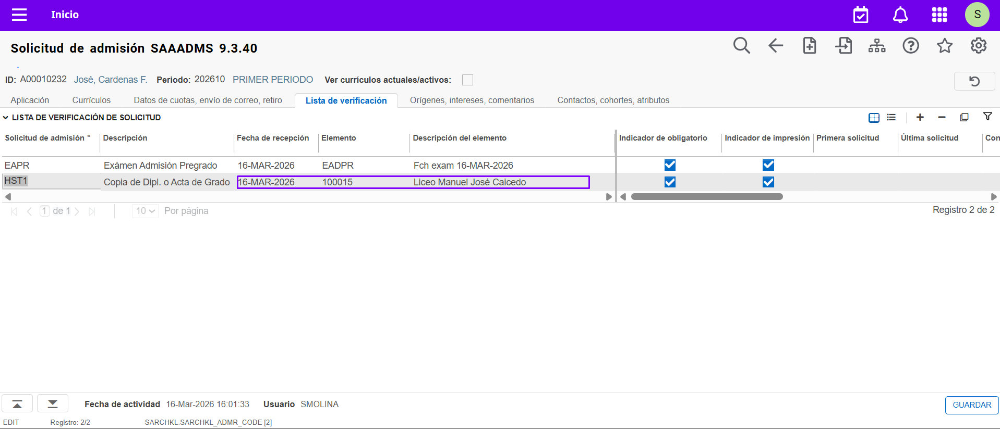 Inicio
S
Solicitud de admisión SAAADMS 9.3.40
ID: A00010232 José, Cardenas F. Periodo: 202610 PRIMER PERIODO Ver currículos actuales/activos:
Aplicación Currículos Datos de cuotas, envío de correo, retiro Lista de verificación Orígenes, intereses, comentarios Contactos, cohortes, atributos
LISTA DE VERIFICACIÓN DE SOLICITUD
Solicitud de admisión * Descripción Fecha de recepción Elemento Descripción del elemento Indicador de obligatorio Indicador de impresión Primera solicitud Última solicitud Con
EAPR Exámen Admisión Pregrado 16-MAR-2026 EADPR Fch exam 16-MAR-2026
HST1 Copia de Dipl. o Acta de Grado 16-MAR-2026 100015 Liceo Manuel José Caicedo
1 de 1 10 Por página Registro 2 de 2
Fecha de actividad 16-Mar-2026 16:01:33 Usuario SMOLINA GUARDAR
EDIT Registro: 2/2 SARCHKL.SARCHKL_ADMR_CODE [2]